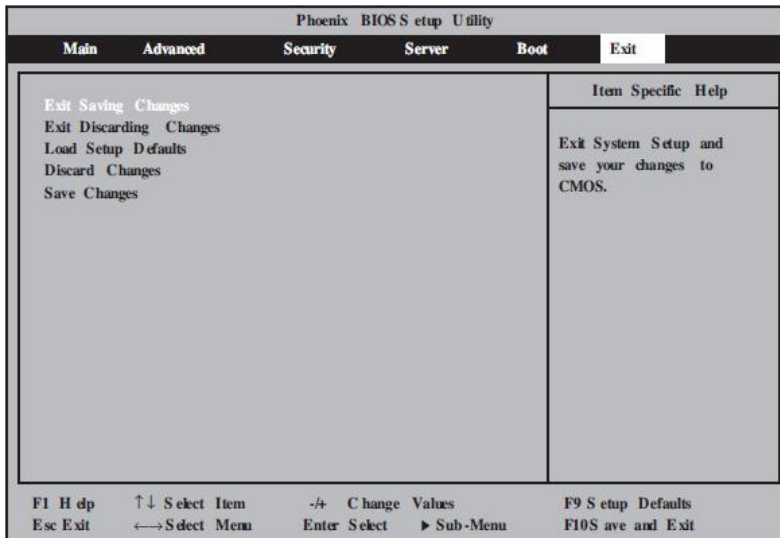 Phoenix BIOS Setup Utility
Main Advanced Security Server Boot Exit
Exit Saving Changes
Exit Discarding Changes
Load Setup Defaults
Discard Changes
Save Changes
Item Specific Help
Exit System Setup and
save your changes to
CMOS.
F1 Help ↑↓ Select Item -/+ Change Values F9 Setup Defaults
Esc Exit ←→ Select Menu Enter Select ▶ Sub-Menu F10 Save and Exit